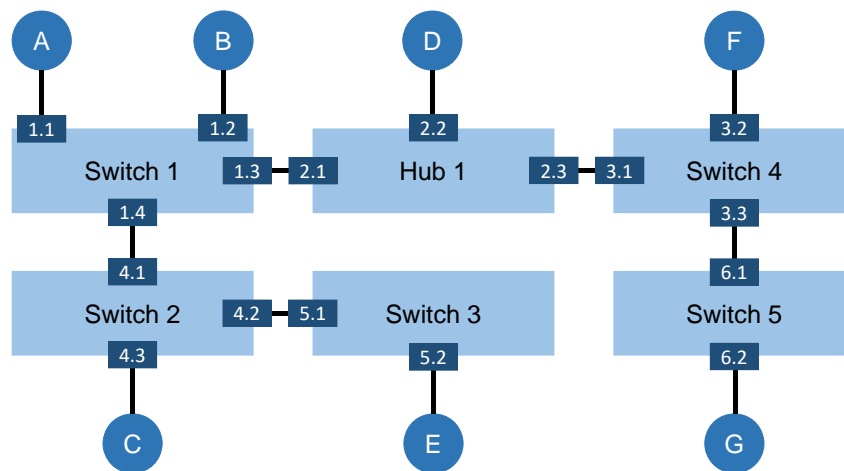 A
B
D
F
1.1
1.2
2.2
3.2
Switch 1
1.3
2.1
Hub 1
2.3
3.1
Switch 4
1.4
3.3
4.1
6.1
Switch 2
4.2
5.1
Switch 3
Switch 5
4.3
5.2
6.2
C
E
G